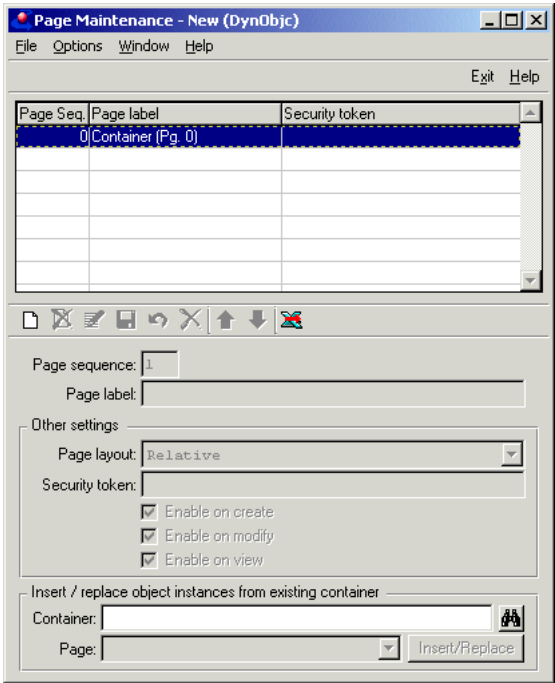 Page Maintenance - New (DynObjc)
File Options Window Help
Exit Help
Page Seq. Page label Security token
0 Container (Pg. 0)
Page sequence: 1
Page label:
Other settings
Page layout: Relative
Security token:
Enable on create
Enable on modify
Enable on view
Insert / replace object instances from existing container
Container:
Page: Insert/Replace